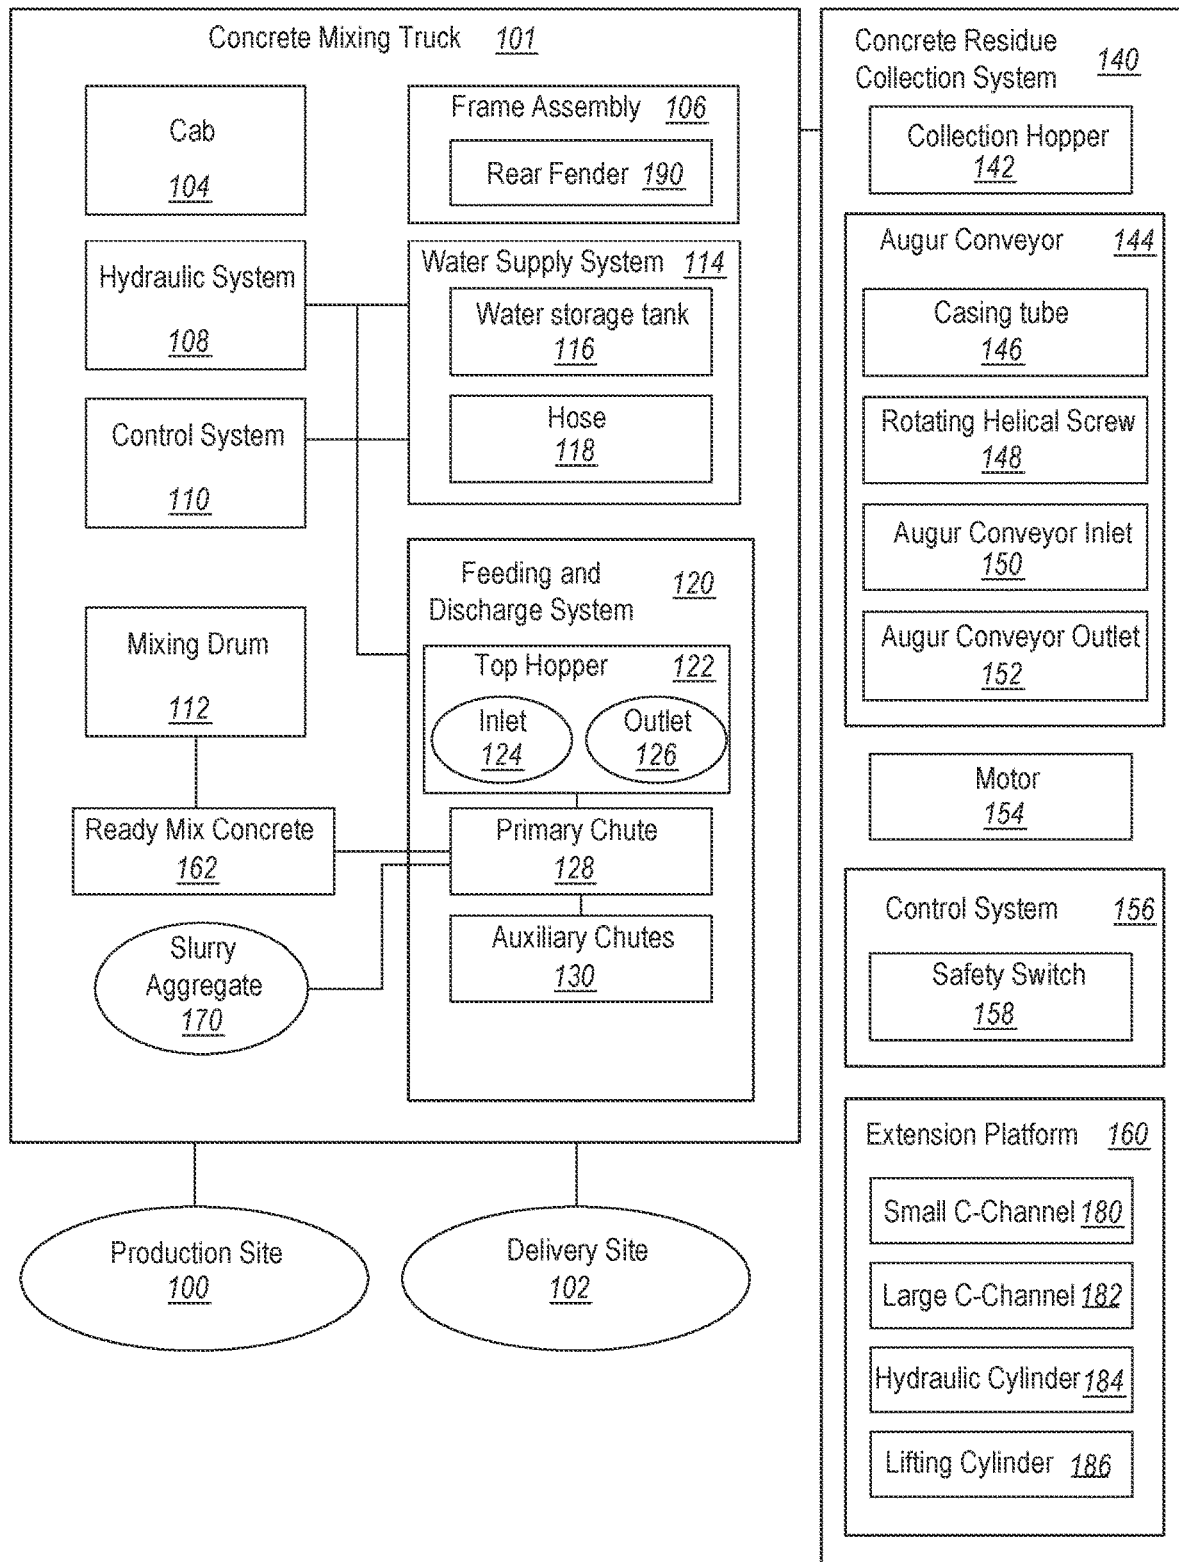 Concrete Mixing Truck 101
Cab
104
Frame Assembly 106
Rear Fender 190
Hydraulic System
108
Water Supply System 114
Water storage tank
116
Hose
118
Control System
110
Feeding and
Discharge System 120
Mixing Drum
112
Top Hopper 122
Inlet
124
Outlet
126
Ready Mix Concrete
162
Primary Chute
128
Slurry
Aggregate
170
Auxiliary Chutes
130
Production Site
100
Delivery Site
102
Concrete Residue
Collection System 140
Collection Hopper
142
Augur Conveyor 144
Casing tube
146
Rotating Helical Screw
148
Augur Conveyor Inlet
150
Augur Conveyor Outlet
152
Motor
154
Control System 156
Safety Switch
158
Extension Platform 160
Small C-Channel 180
Large C-Channel 182
Hydraulic Cylinder 184
Lifting Cylinder 186